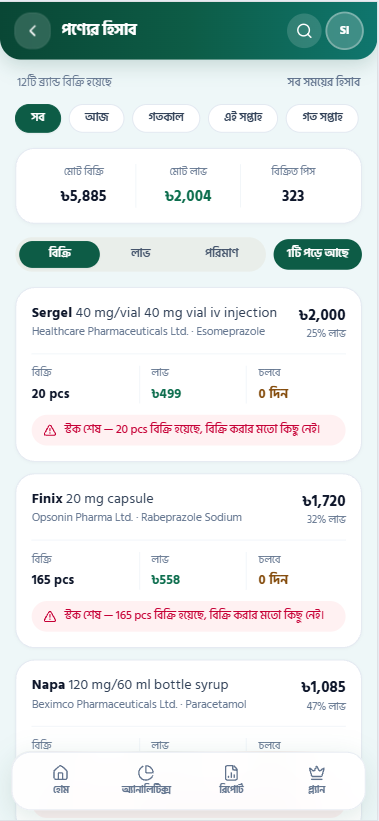 পণ্যের হিসাব
SI
12টি ব্র্যান্ড বিক্রি হয়েছে
সব সময়ের হিসাব
সব
আজ
গতকাল
এই সপ্তাহ
গত সপ্তাহ
মোট বিক্রি
মোট লাভ
বিক্রিত পিস
৳5,885
৳2,004
323
বিক্রি
লাভ
পরিমাণ
1টি পড়ে আছে
Sergel 40 mg/vial 40 mg vial iv injection
৳2,000
Healthcare Pharmaceuticals Ltd. · Esomeprazole
25% লাভ
বিক্রি
লাভ
চলবে
20 pcs
৳499
0 দিন
স্টক শেষ — 20 pcs বিক্রি হয়েছে, বিক্রি করার মতো কিছু নেই।
Finix 20 mg capsule
৳1,720
Opsonin Pharma Ltd. · Rabeprazole Sodium
32% লাভ
বিক্রি
লাভ
চলবে
165 pcs
৳558
0 দিন
স্টক শেষ — 165 pcs বিক্রি হয়েছে, বিক্রি করার মতো কিছু নেই।
Napa 120 mg/60 ml bottle syrup
৳1,085
Beximco Pharmaceuticals Ltd. · Paracetamol
47% লাভ
বিক্রি
লাভ
চলবে
হোম
অ্যানালিটিক্স
রিপোর্ট
প্ল্যান